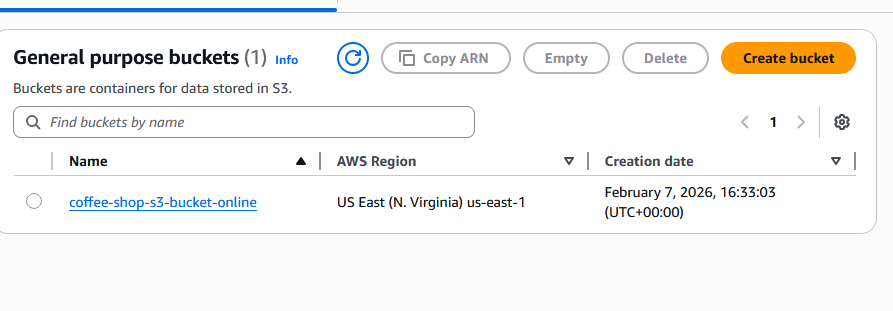 General purpose buckets (1) Info
Copy ARN
Empty
Delete
Create bucket
Buckets are containers for data stored in S3.
Find buckets by name
1
Name
AWS Region
Creation date
coffee-shop-s3-bucket-online
US East (N. Virginia) us-east-1
February 7, 2026, 16:33:03
(UTC+00:00)